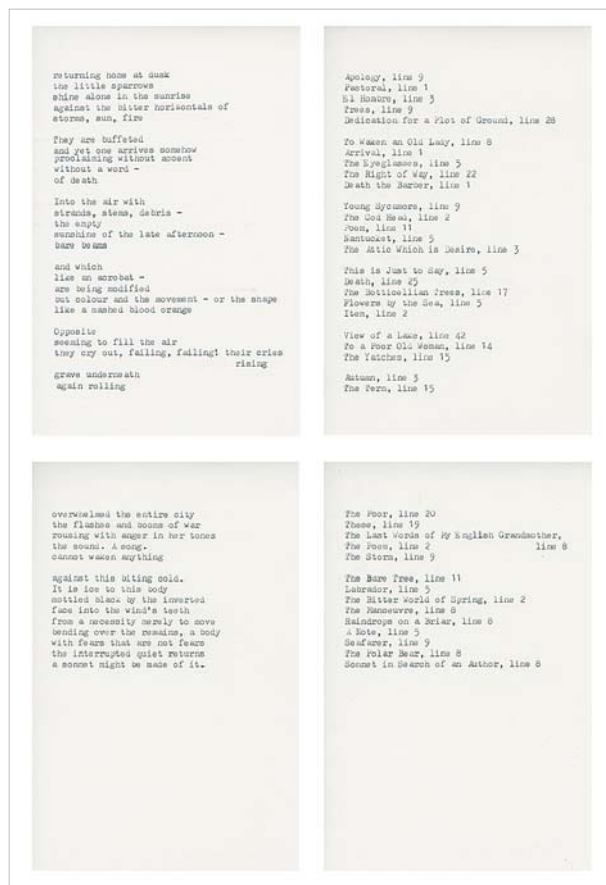 returning home at dusk
the little sparrows
shine alone in the sunrise
against the bitter horizontals of
storms, sun, fire
They are buffeted
and yet one arrives somehow
proclaiming without accent
without a word -
of death
Into the air with
strands, stems, debris -
the empty
sunshine of the late afternoon -
bare beams
and which
like an acrobat -
are being modified
but colour and the movement - or the shape
like a mashed blood orange
Opposite
seeming to fill the air
they cry out, failing, failing! their cries
rising
grave underneath
again rolling
Apology, line 9
Pastoral, line 1
El Hombre, line 3
Trees, line 9
Dedication for a Plot of Ground, line 28
To Waken an Old Lady, line 8
Arrival, line 1
The Eyeglasses, line 5
The Right of Way, line 22
Death the Barber, line 1
Young Sycamore, line 9
The God Heal, line 2
Poem, line 11
Nantucket, line 5
The Attic Which is Desire, line 3
This is Just to Say, line 5
Death, line 25
The Botticellian Trees, line 17
Flowers by the Sea, line 5
Item, line 2
View of a Lake, line 42
To a Poor Old Woman, line 14
The Yatches, line 15
Autumn, line 3
The Term, line 15
overwhelmed the entire city
the flashes and booms of war
rousing with anger in her tones
the sound. A song.
cannot waken anything
against this biting cold.
It is ice to this body
mottled black by the inverted
face into the wind's teeth
from a necessity merely to move
bending over the remains, a body
with fears that are not fears
the interrupted quiet returns
a sonnet might be made of it.
The Poor, line 20
These, line 19
The Last Words of My English Grandmother,
line 8
The Poem, line 2
The Storm, line 9
The Bare Tree, line 11
Labrador, line 5
The Bitter World of Spring, line 2
The Manoeuvre, line 8
Raindrops on a Briar, line 8
A Note, line 5
Seafarer, line 9
The Polar Bear, line 8
Sonnet in Search of an Author, line 8